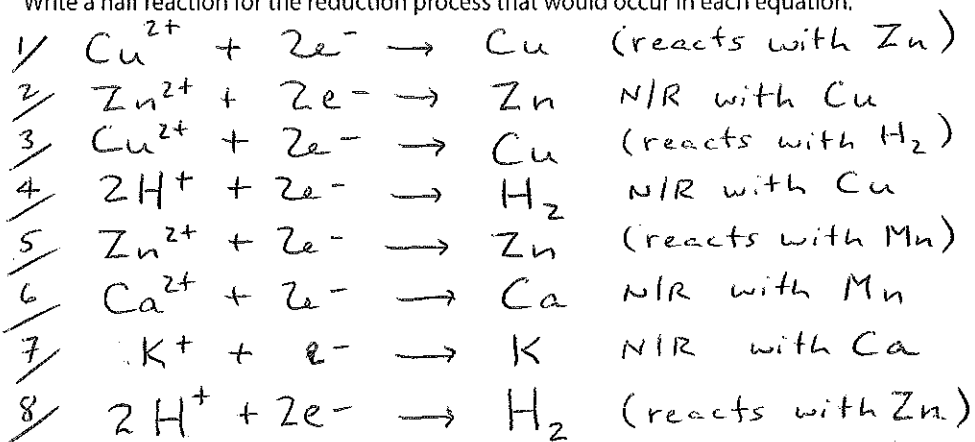 Write a half reaction for the reduction process that would occur in each equation.
1/ Cu²⁺ + 2e⁻ → Cu (reacts with Zn)
2/ Zn²⁺ + 2e⁻ → Zn N/R with Cu
3/ Cu²⁺ + 2e⁻ → Cu (reacts with H₂)
4/ 2H⁺ + 2e⁻ → H₂ N/R with Cu
5/ Zn²⁺ + 2e⁻ → Zn (reacts with Mn)
6/ Ca²⁺ + 2e⁻ → Ca N/R with Mn
7/ K⁺ + e⁻ → K N/R with Ca
8/ 2H⁺ + 2e⁻ → H₂ (reacts with Zn)